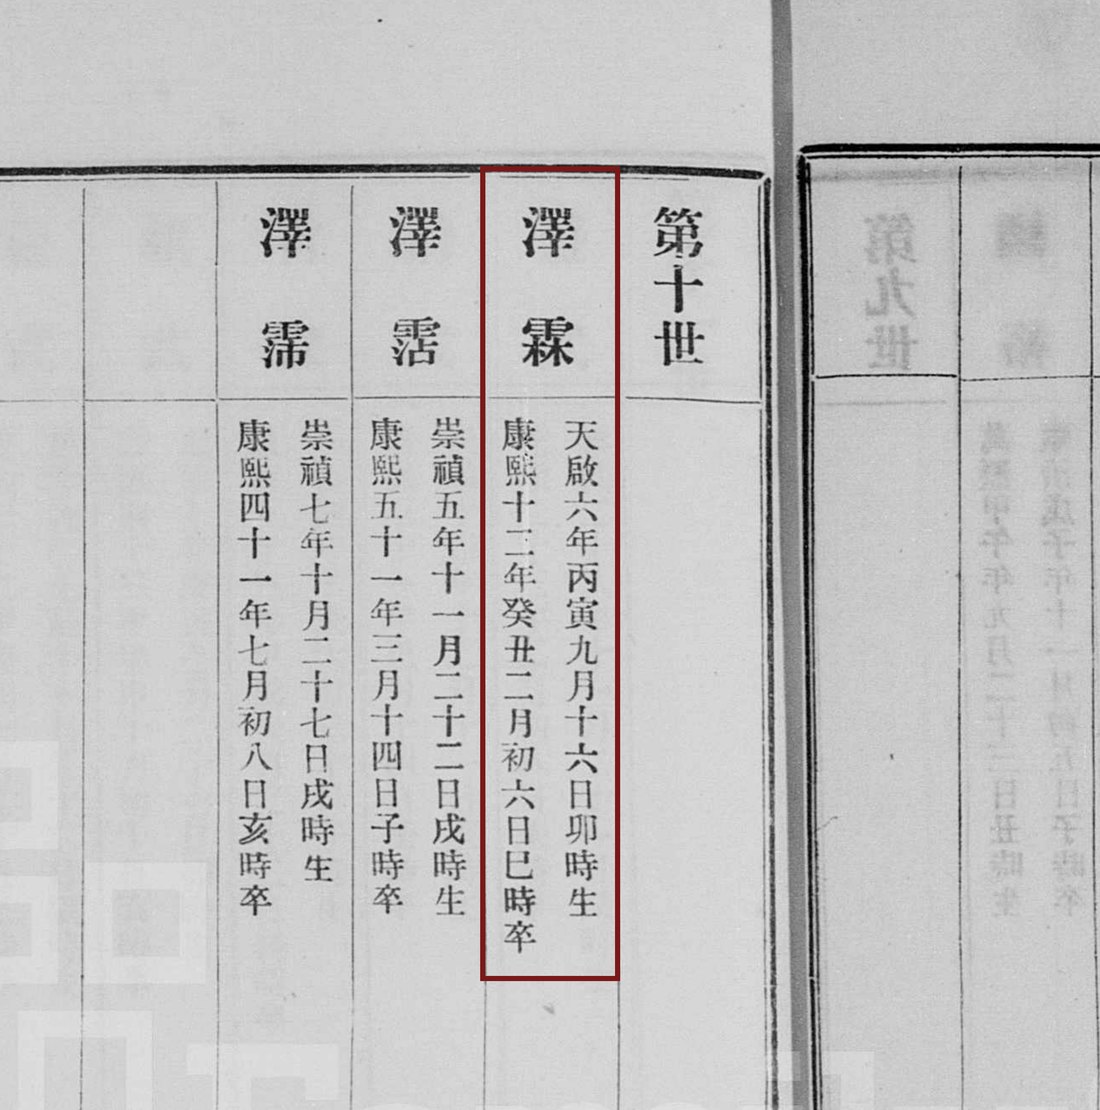 第十世
澤霖
天啟六年丙寅九月十六日卯時生
康熙十二年癸丑二月初六日巳時卒
澤霑
崇禎五年十一月二十二日戌時生
康熙五十一年三月十四日子時卒
澤霈
崇禎七年十月二十七日戌時生
康熙四十一年七月初八日亥時卒